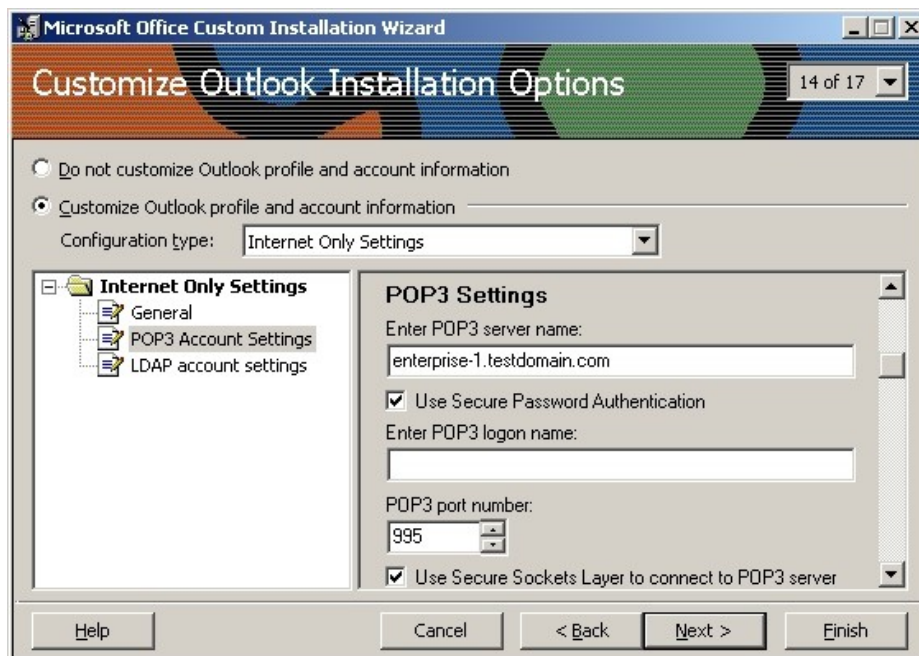 Microsoft Office Custom Installation Wizard
Customize Outlook Installation Options
14 of 17
Do not customize Outlook profile and account information
Customize Outlook profile and account information
Configuration type: Internet Only Settings
Internet Only Settings
General
POP3 Account Settings
LDAP account settings
POP3 Settings
Enter POP3 server name:
enterprise-1.testdomain.com
Use Secure Password Authentication
Enter POP3 logon name:
POP3 port number:
995
Use Secure Sockets Layer to connect to POP3 server
Help Cancel < Back Next > Finish